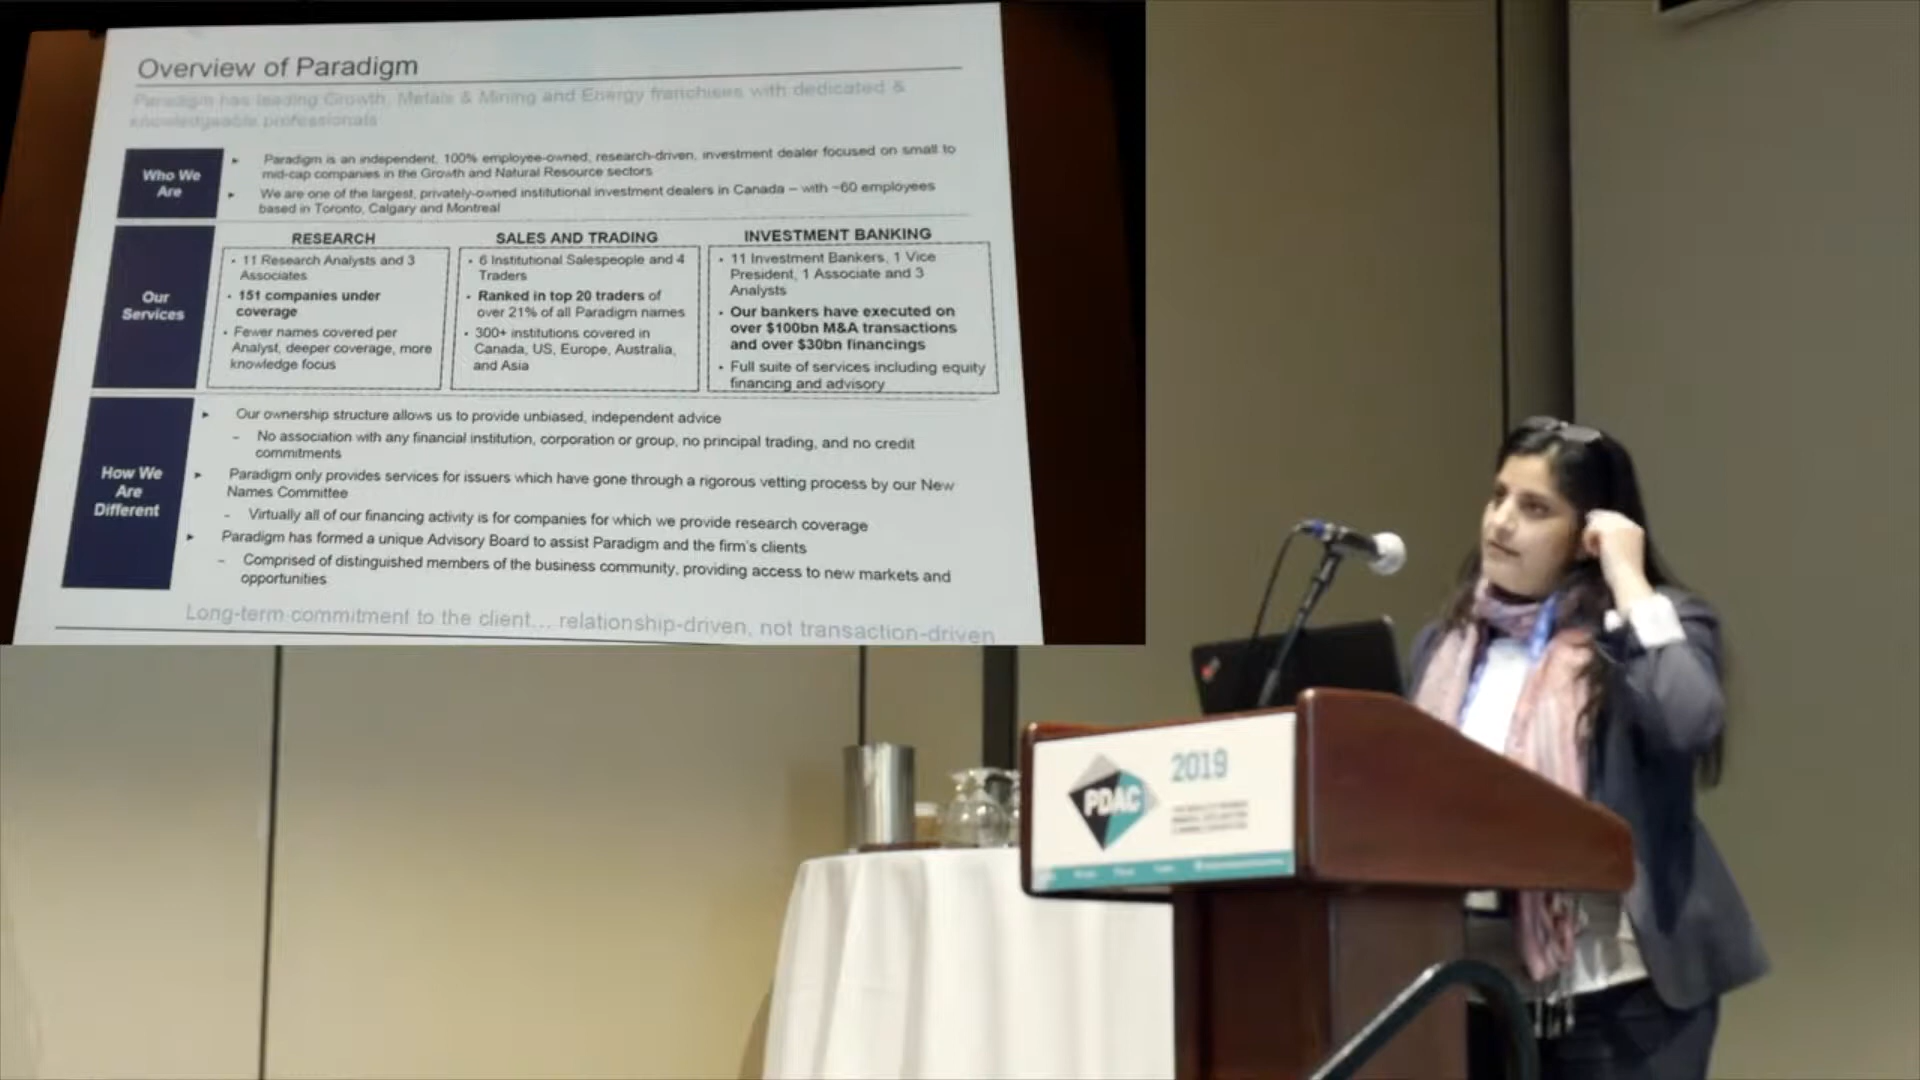 Overview of Paradigm
Paradigm has leading Growth, Metals & Mining and Energy franchises with dedicated &
knowledgeable professionals
Who We
Are
► Paradigm is an independent, 100% employee-owned, research-driven, investment dealer focused on small to
mid-cap companies in the Growth and Natural Resource sectors
► We are one of the largest, privately-owned institutional investment dealers in Canada – with ~60 employees
based in Toronto, Calgary and Montreal
Our
Services
RESEARCH
• 11 Research Analysts and 3
Associates
• 151 companies under
coverage
• Fewer names covered per
Analyst, deeper coverage, more
knowledge focus
SALES AND TRADING
• 6 Institutional Salespeople and 4
Traders
• Ranked in top 20 traders of
over 21% of all Paradigm names
• 300+ institutions covered in
Canada, US, Europe, Australia,
and Asia
INVESTMENT BANKING
• 11 Investment Bankers, 1 Vice
President, 1 Associate and 3
Analysts
• Our bankers have executed on
over $100bn M&A transactions
and over $30bn financings
• Full suite of services including equity
financing and advisory
How We
Are
Different
► Our ownership structure allows us to provide unbiased, independent advice
– No association with any financial institution, corporation or group, no principal trading, and no credit
commitments
► Paradigm only provides services for issuers which have gone through a rigorous vetting process by our New
Names Committee
– Virtually all of our financing activity is for companies for which we provide research coverage
► Paradigm has formed a unique Advisory Board to assist Paradigm and the firm's clients
– Comprised of distinguished members of the business community, providing access to new markets and
opportunities
Long-term commitment to the client... relationship-driven, not transaction-driven
PDAC
2019